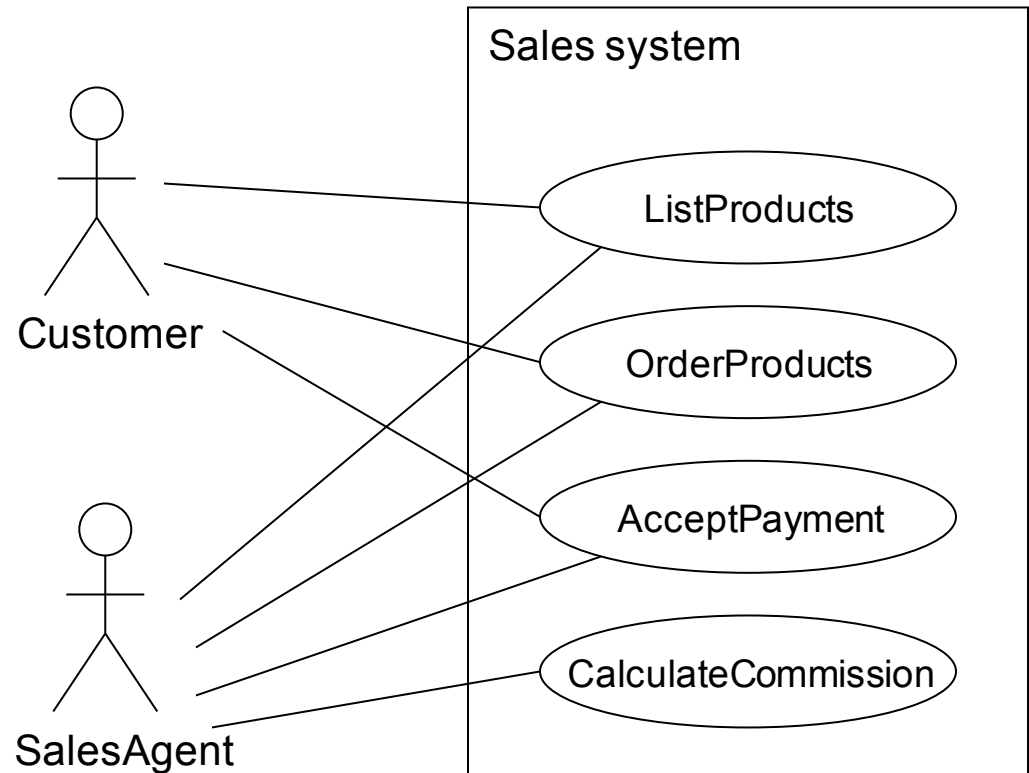 Sales system
ListProducts
Customer
OrderProducts
AcceptPayment
CalculateCommission
SalesAgent